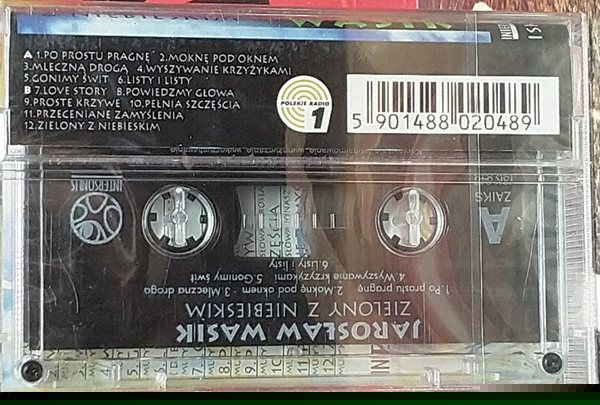 WASIK
A 1.PO PROSTU PRAGNĘ 2.MOKNĘ POD OKNEM
3.MLECZNA DROGA 4.WYSZYWANIE KRZYŻYKAMI
5.GONIMY ŚWIT 6.LISTY I LISTY
B 7.LOVE STORY 8.POWIEDZMY GŁOWA
9.PROSTE KRZYWE 10.PEŁNIA SZCZĘŚCIA
11.PRZECENIANE ZAMYŚLENIA
12.ZIELONY Z NIEBIESKIM
POLSKIE RADIO
1
5 901488 020489
JAROSŁAW WASIK
ZIELONY Z NIEBIESKIM
1.Po prostu pragnę 2.Moknę pod oknem 3.Mleczna droga
4.Wyszywanie krzyżykami 5.Gonimy świt
6.Listy i listy
INTERSONUS
ZAIKS
A